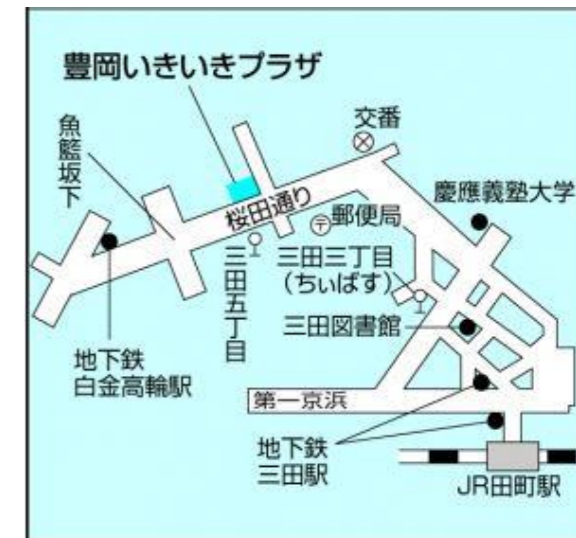 豊岡いきいきプラザ
魚籃坂下
交番
慶應義塾大学
桜田通り
郵便局
三田三丁目
(ちぃばす)
三田五丁目
三田図書館
地下鉄
白金高輪駅
第一京浜
地下鉄
三田駅
JR田町駅